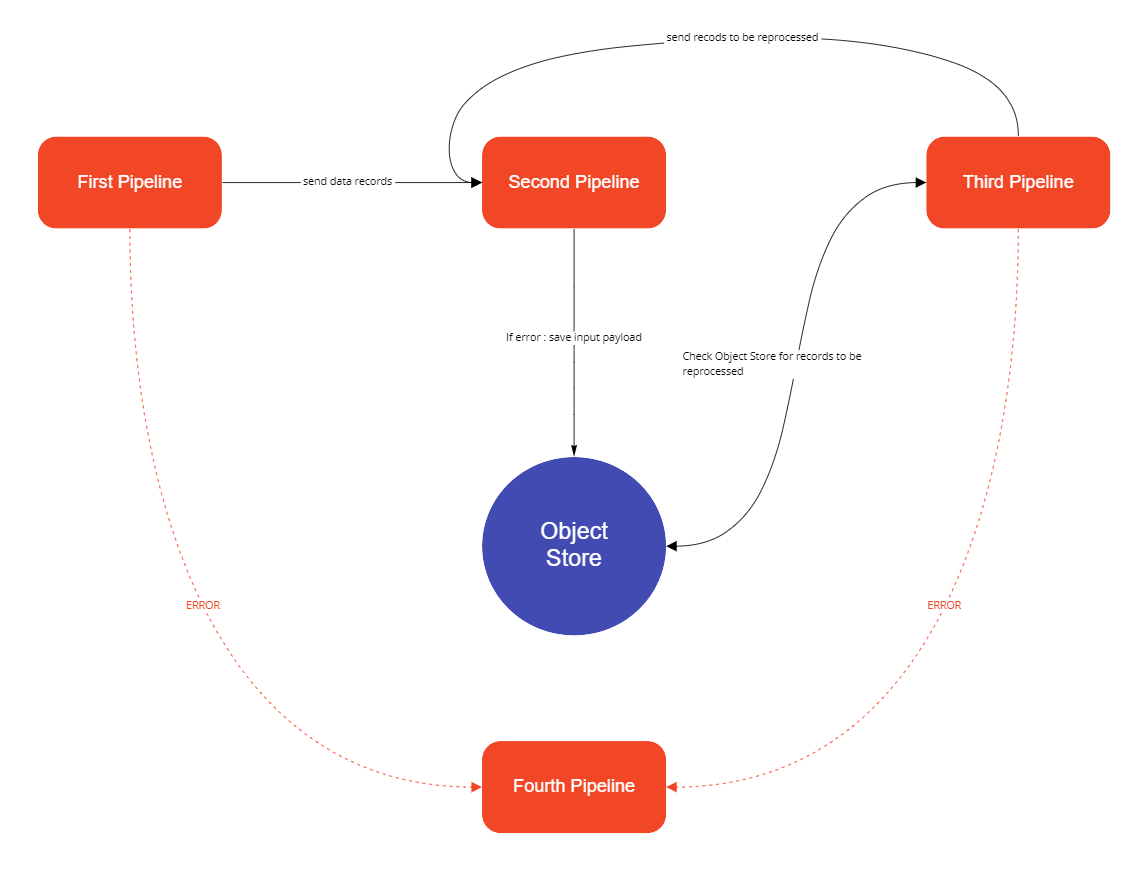 send recods to be reprocessed
First Pipeline
send data records
Second Pipeline
Third Pipeline
If error : save input payload
Check Object Store for records to be
reprocessed
Object
Store
ERROR
ERROR
Fourth Pipeline